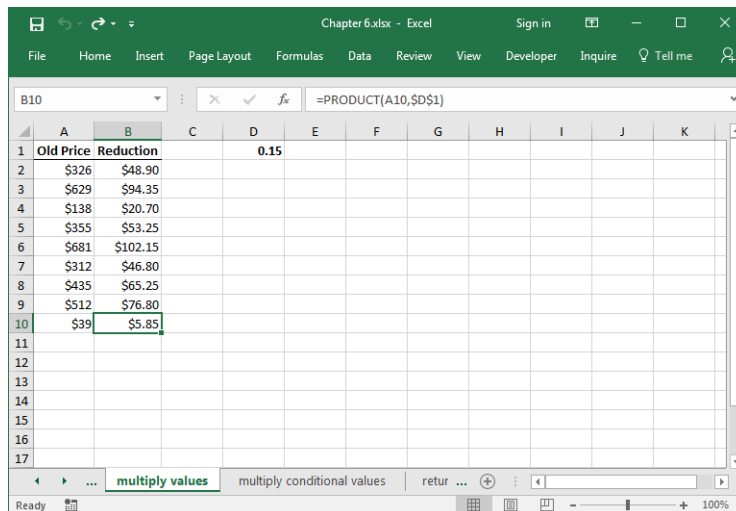 Chapter 6.xlsx - Excel Sign in
File Home Insert Page Layout Formulas Data Review View Developer Inquire Tell me
B10 fx =PRODUCT(A10,$D$1)
A B C D E F G H I J K
1 Old Price Reduction 0.15
2 $326 $48.90
3 $629 $94.35
4 $138 $20.70
5 $355 $53.25
6 $681 $102.15
7 $312 $46.80
8 $435 $65.25
9 $512 $76.80
10 $39 $5.85
11
12
13
14
15
16
17
... multiply values multiply conditional values retur ...
Ready 100%